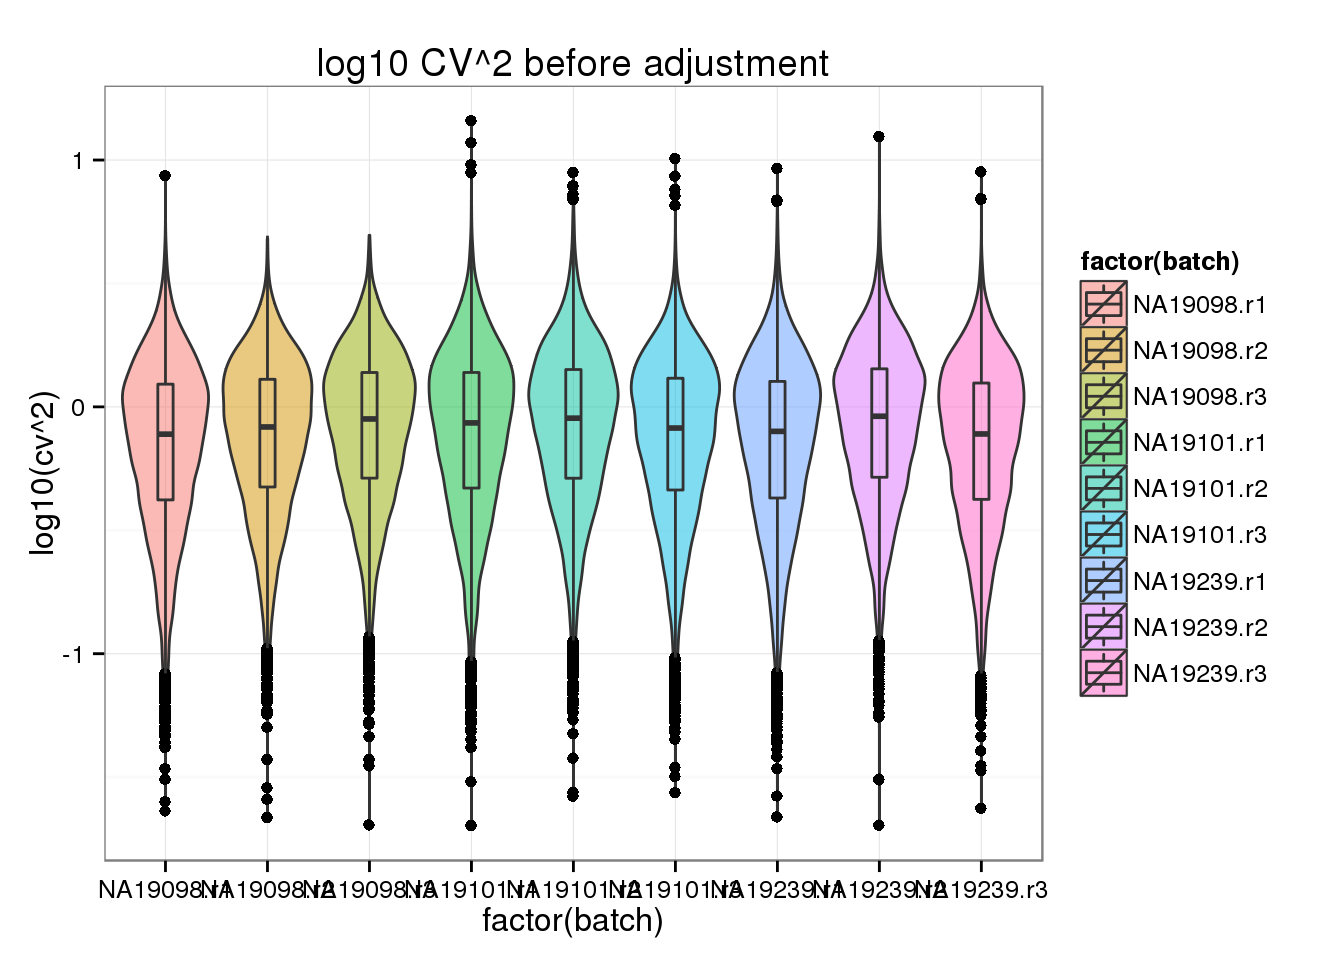 log10 CV^2 before adjustment
1
0
-1
log10(cv^2)
NA19098.r1 NA19098.r2 NA19098.r3 NA19101.r1 NA19101.r2 NA19101.r3 NA19239.r1 NA19239.r2 NA19239.r3
factor(batch)
factor(batch)
NA19098.r1
NA19098.r2
NA19098.r3
NA19101.r1
NA19101.r2
NA19101.r3
NA19239.r1
NA19239.r2
NA19239.r3